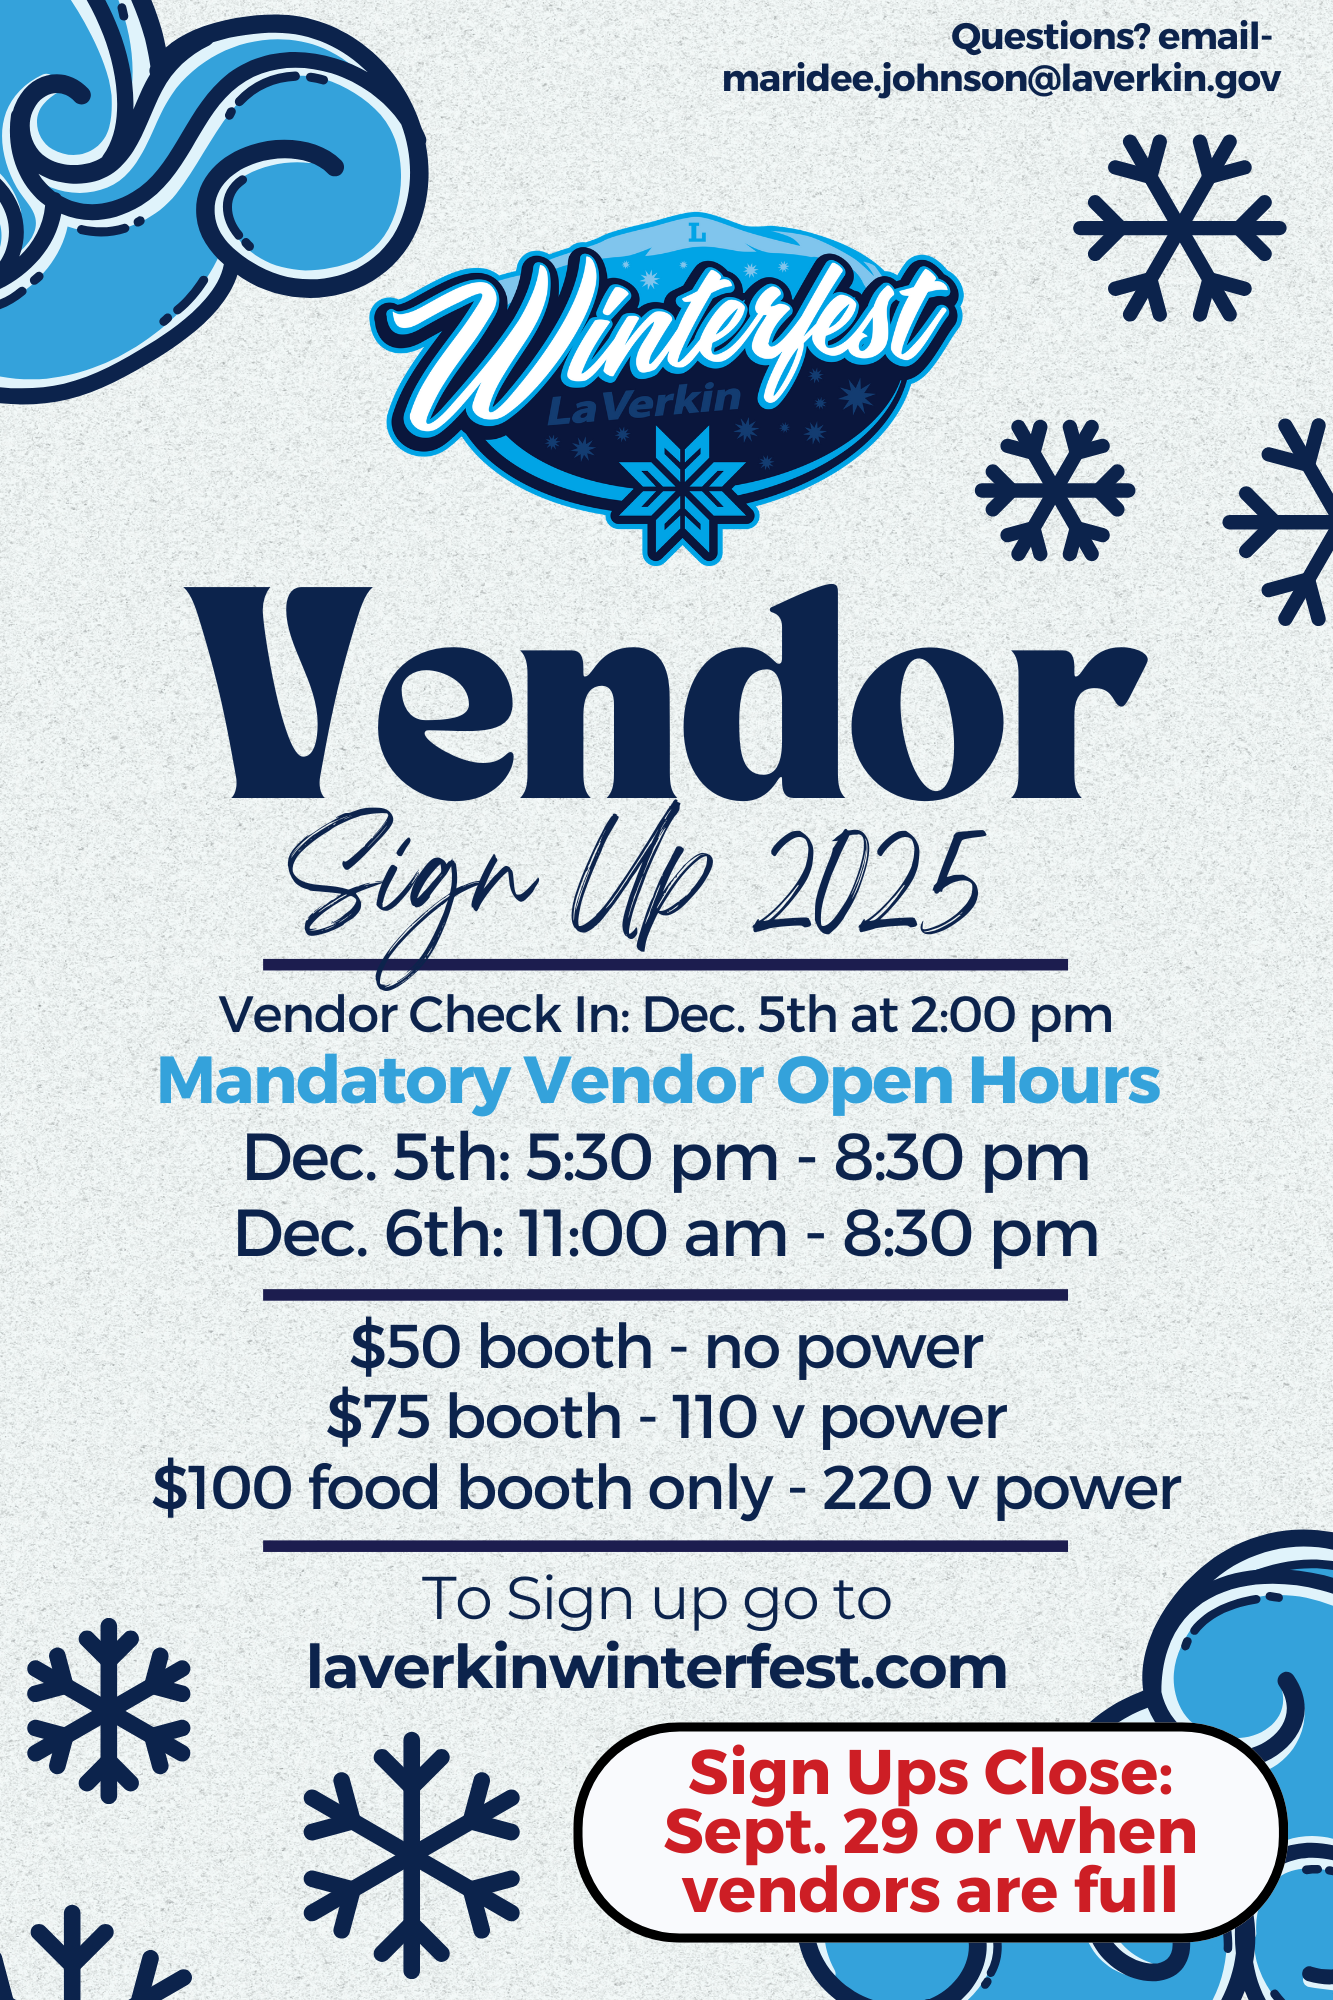 Questions? email-
maridee.johnson@laverkin.gov
L
Winterfest
LaVerkin
Vendor
Sign Up 2025
Vendor Check In: Dec. 5th at 2:00 pm
Mandatory Vendor Open Hours
Dec. 5th: 5:30 pm - 8:30 pm
Dec. 6th: 11:00 am - 8:30 pm
$50 booth - no power
$75 booth - 110 v power
$100 food booth only - 220 v power
To Sign up go to
laverkinwinterfest.com
Sign Ups Close:
Sept. 29 or when
vendors are full